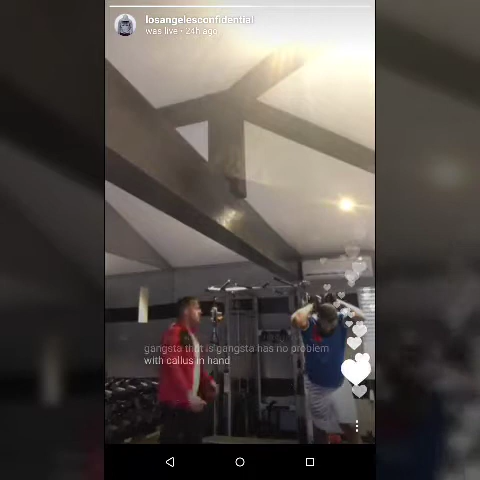 losangelesconfidential
was live • 24h ago
gangsta that is gangsta has no problem
with callus in hand